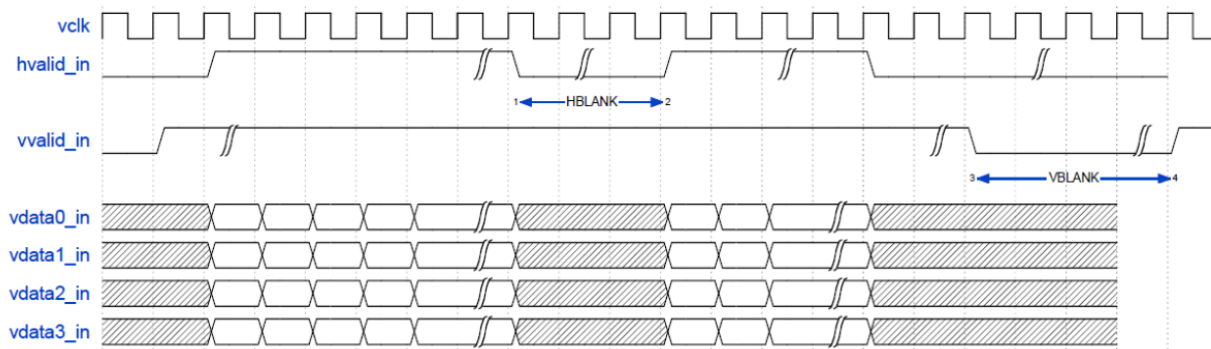 vclk
hvalid_in
1 HBLANK 2
vvalid_in
3 VBLANK 4
vdata0_in
vdata1_in
vdata2_in
vdata3_in